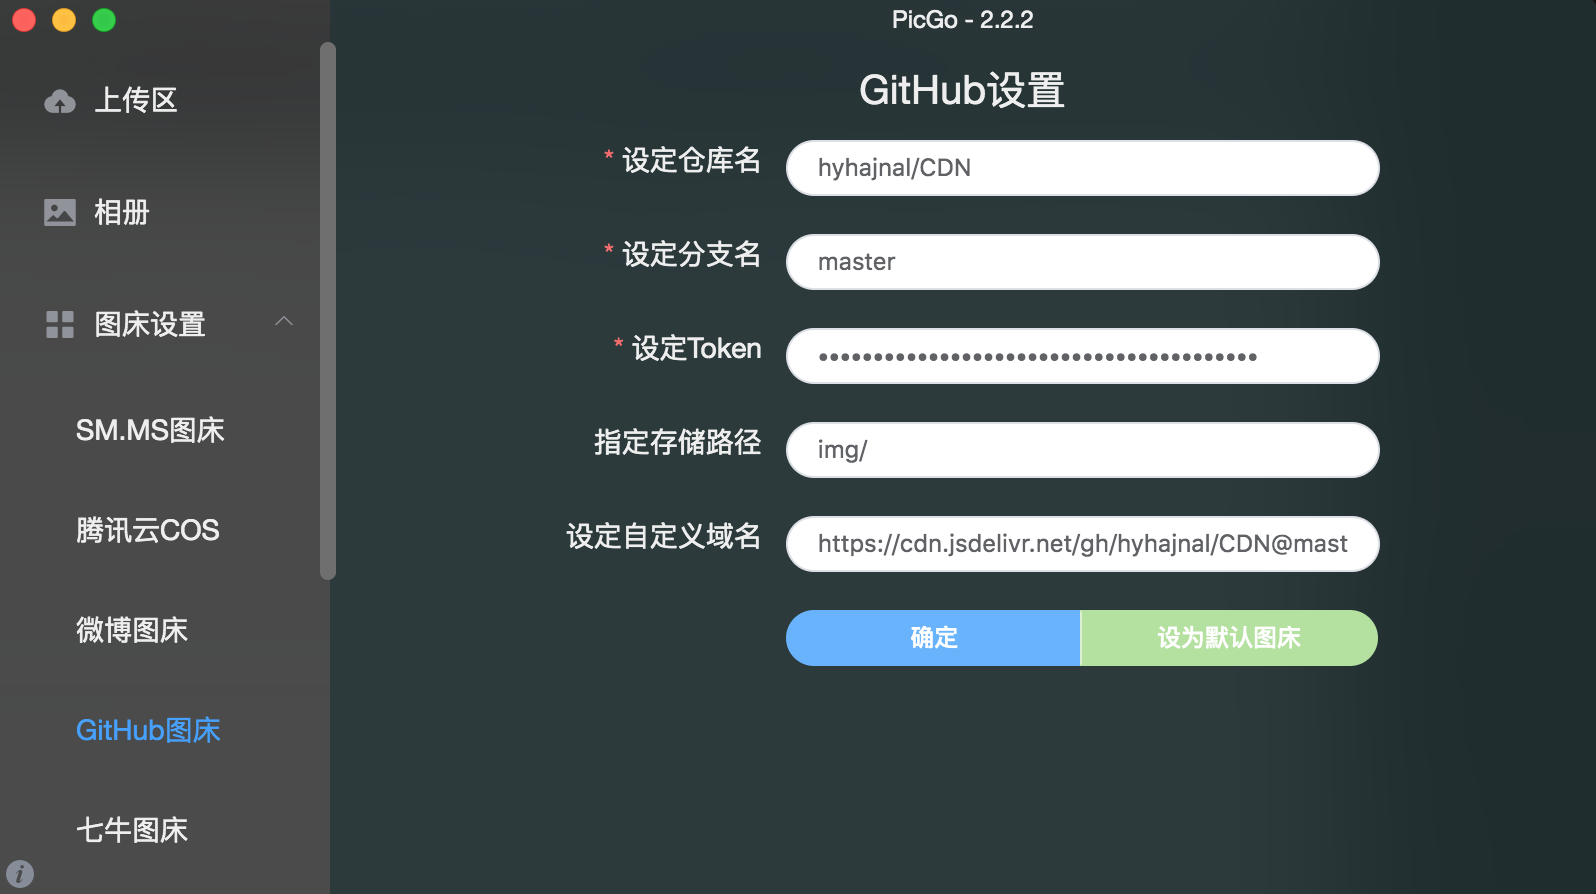 PicGo - 2.2.2
上传区
相册
图床设置
SM.MS图床
腾讯云COS
微博图床
GitHub图床
七牛图床
GitHub设置
* 设定仓库名
hyhajnal/CDN
* 设定分支名
master
* 设定Token
••••••••••••••••••••••••••••••••••••••••
指定存储路径
img/
设定自定义域名
https://cdn.jsdelivr.net/gh/hyhajnal/CDN@mast
确定
设为默认图床